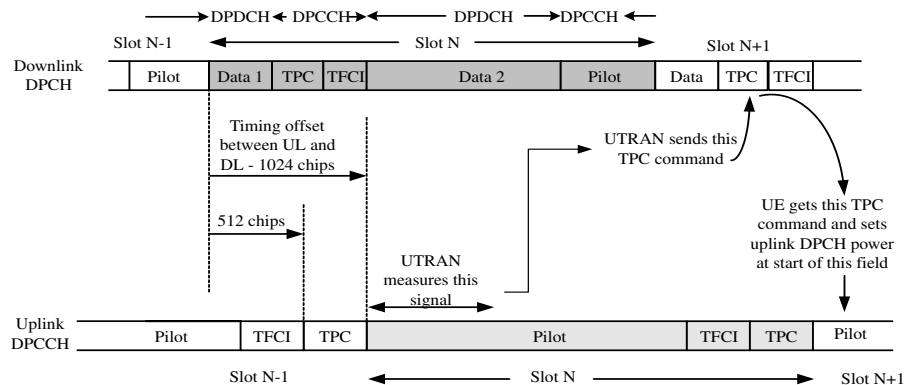 DPDCH
DPCCH
DPDCH
DPCCH
Slot N-1
Slot N
Slot N+1
Downlink
DPCH
Pilot
Data 1
TPC
TFCI
Data 2
Pilot
Data
TPC
TFCI
Timing offset
between UL and
DL - 1024 chips
UTRAN sends this
TPC command
512 chips
UE gets this TPC
command and sets
uplink DPCH power
at start of this field
UTRAN
measures this
signal
Uplink
DPCCH
Pilot
TFCI
TPC
Pilot
TFCI
TPC
Pilot
Slot N-1
Slot N
Slot N+1